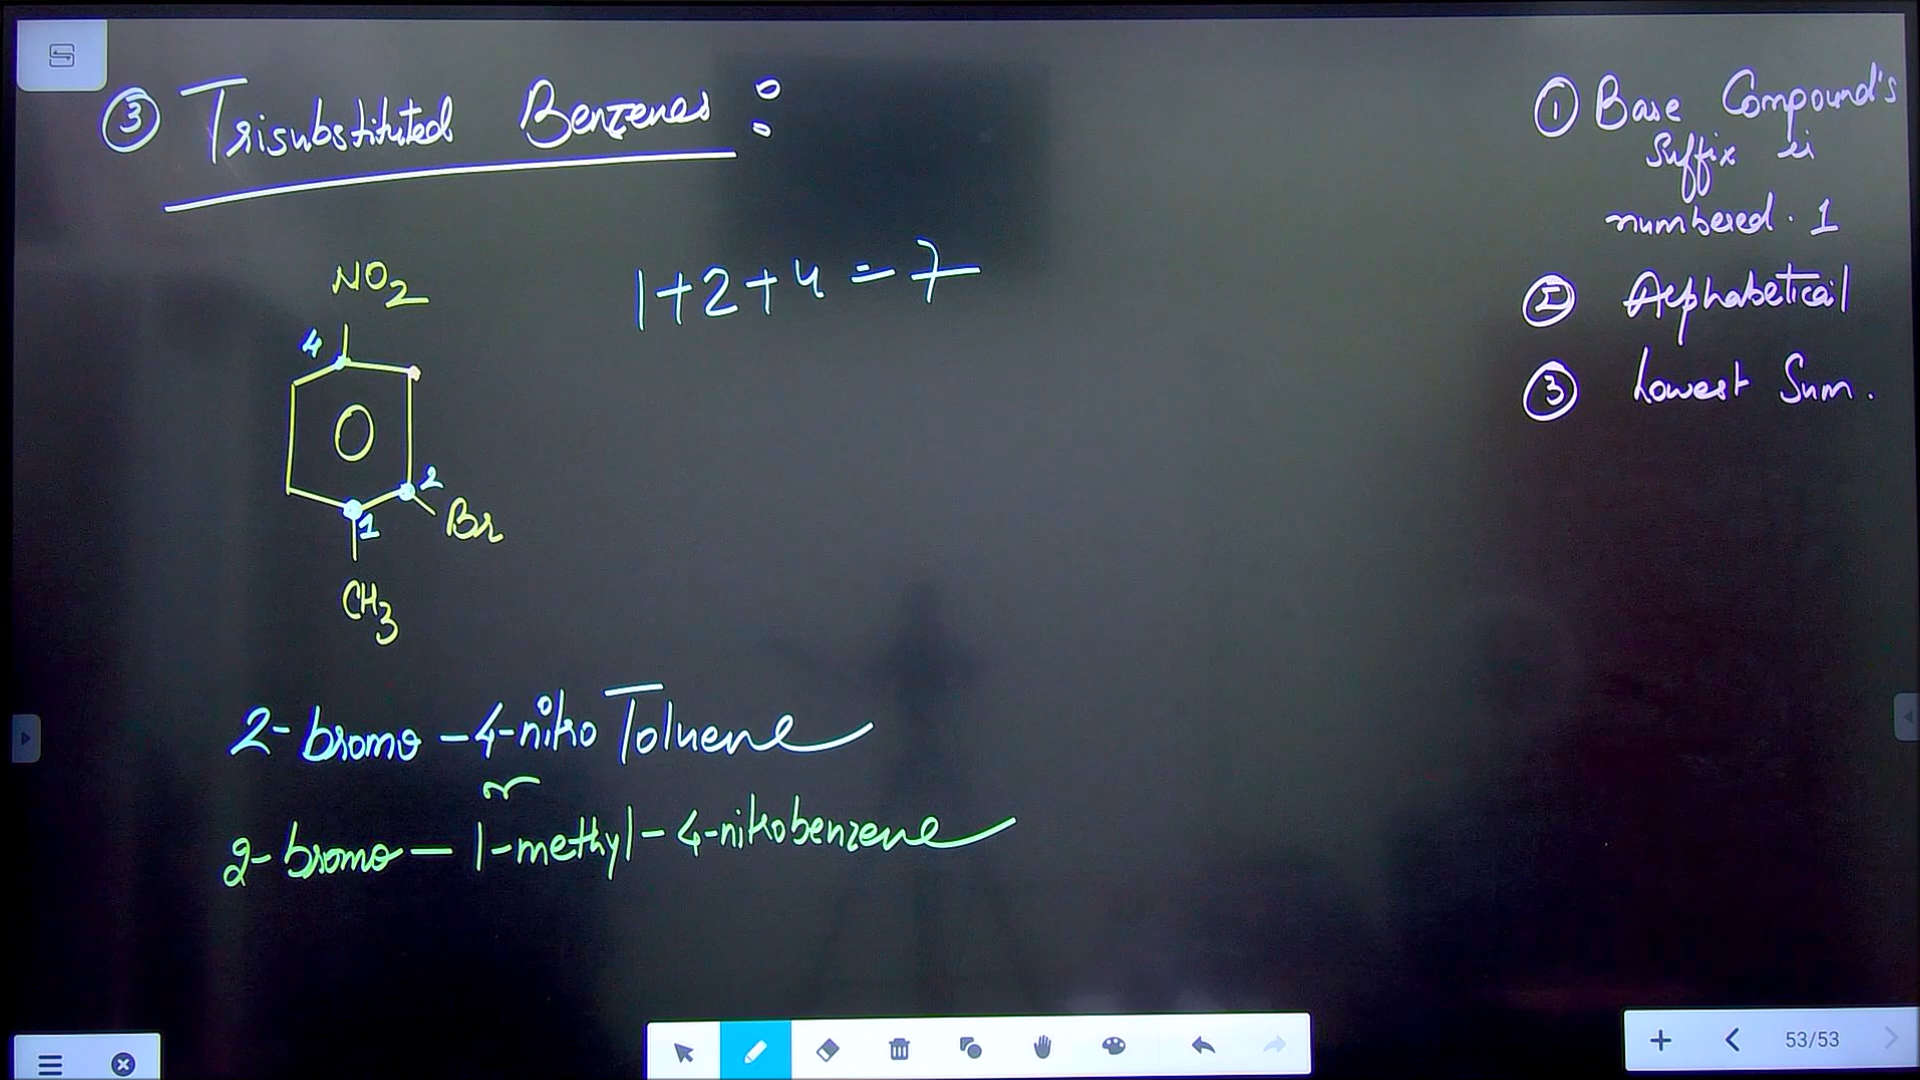 ③ Trisubstituted Benzenes :
① Base Compound's
Suffix is
numbered. 1
② Alphabetical
③ Lowest Sum.
1+2+4 = 7
NO2
4
2
Br
1
CH3
2-bromo-4-nitro Toluene
or
2-bromo-1-methyl-4-nitrobenzene
53/53